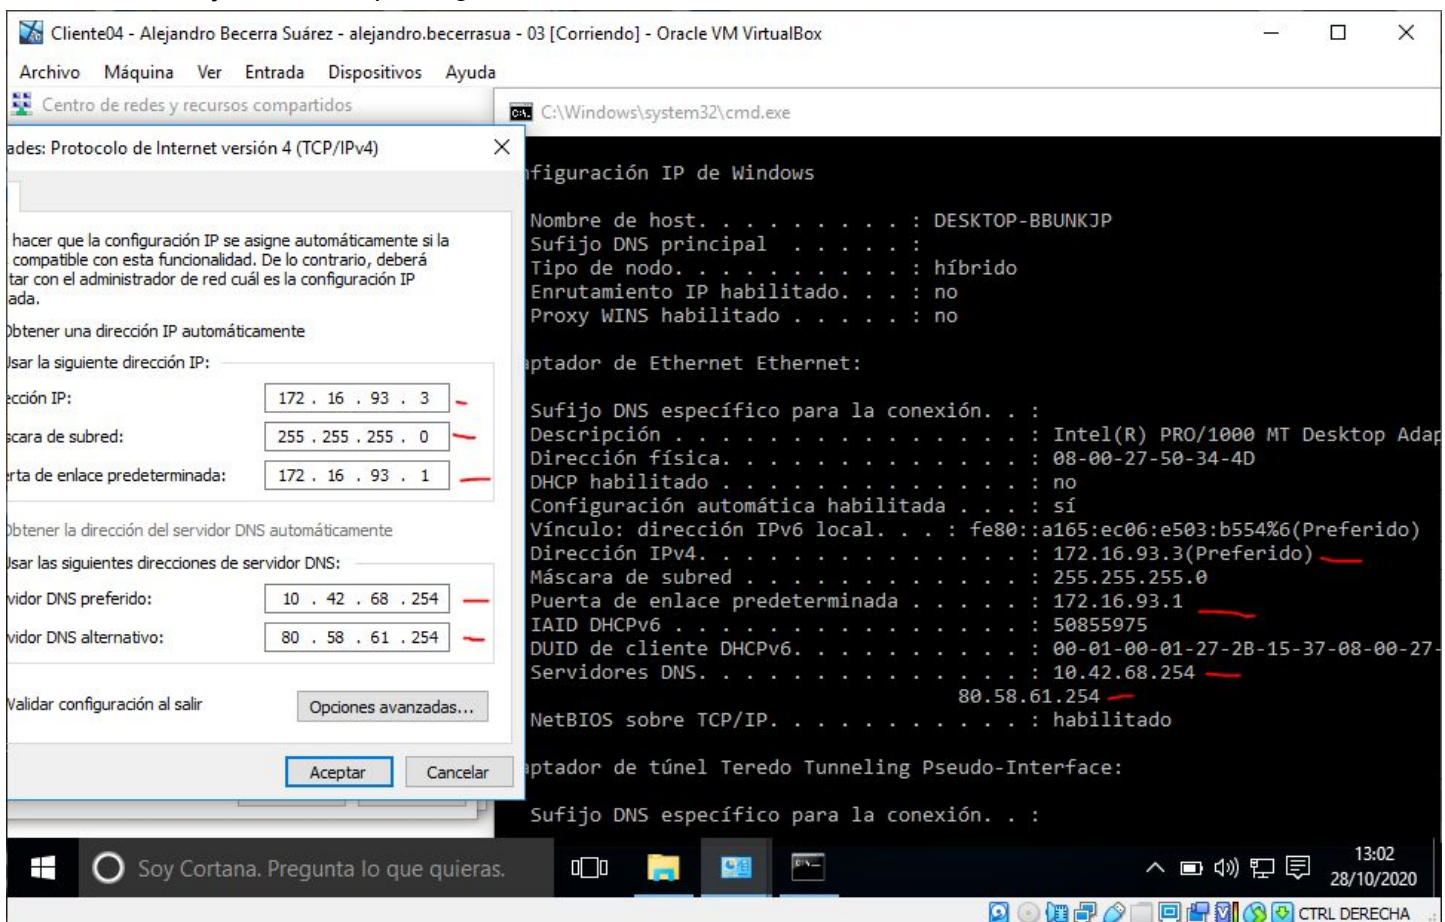 Cliente04 - Alejandro Becerra Suárez - alejandro.becerrasua - 03 [Corriendo] - Oracle VM VirtualBox
Archivo Máquina Ver Entrada Dispositivos Ayuda
Centro de redes y recursos compartidos
ades: Protocolo de Internet versión 4 (TCP/IPv4)
hacer que la configuración IP se asigne automáticamente si la
compatible con esta funcionalidad. De lo contrario, deberá
tar con el administrador de red cuál es la configuración IP
ada.
Obtener una dirección IP automáticamente
Usar la siguiente dirección IP:
ección IP: 172 . 16 . 93 . 3
scara de subred: 255 . 255 . 255 . 0
erta de enlace predeterminada: 172 . 16 . 93 . 1
Obtener la dirección del servidor DNS automáticamente
Usar las siguientes direcciones de servidor DNS:
vidor DNS preferido: 10 . 42 . 68 . 254
vidor DNS alternativo: 80 . 58 . 61 . 254
Validar configuración al salir
Opciones avanzadas...
Aceptar Cancelar
C:\Windows\system32\cmd.exe
nfiguración IP de Windows
Nombre de host. . . . . . . . . : DESKTOP-BBUNKJP
Sufijo DNS principal . . . . . :
Tipo de nodo. . . . . . . . . . : híbrido
Enrutamiento IP habilitado. . . : no
Proxy WINS habilitado . . . . . : no
aptador de Ethernet Ethernet:
Sufijo DNS específico para la conexión. . :
Descripción . . . . . . . . . . . . . . . : Intel(R) PRO/1000 MT Desktop Adap
Dirección física. . . . . . . . . . . . . : 08-00-27-50-34-4D
DHCP habilitado . . . . . . . . . . . . . : no
Configuración automática habilitada . . . : sí
Vínculo: dirección IPv6 local. . . : fe80::a165:ec06:e503:b554%6(Preferido)
Dirección IPv4. . . . . . . . . . . . . . : 172.16.93.3(Preferido)
Máscara de subred . . . . . . . . . . . . : 255.255.255.0
Puerta de enlace predeterminada . . . . . : 172.16.93.1
IAID DHCPv6 . . . . . . . . . . . . . . . : 50855975
DUID de cliente DHCPv6. . . . . . . . . . : 00-01-00-01-27-2B-15-37-08-00-27-
Servidores DNS. . . . . . . . . . . . . . : 10.42.68.254
80.58.61.254
NetBIOS sobre TCP/IP. . . . . . . . . . . : habilitado
aptador de túnel Teredo Tunneling Pseudo-Interface:
Sufijo DNS específico para la conexión. . :
Soy Cortana. Pregunta lo que quieras.
13:02
28/10/2020
CTRL DERECHA